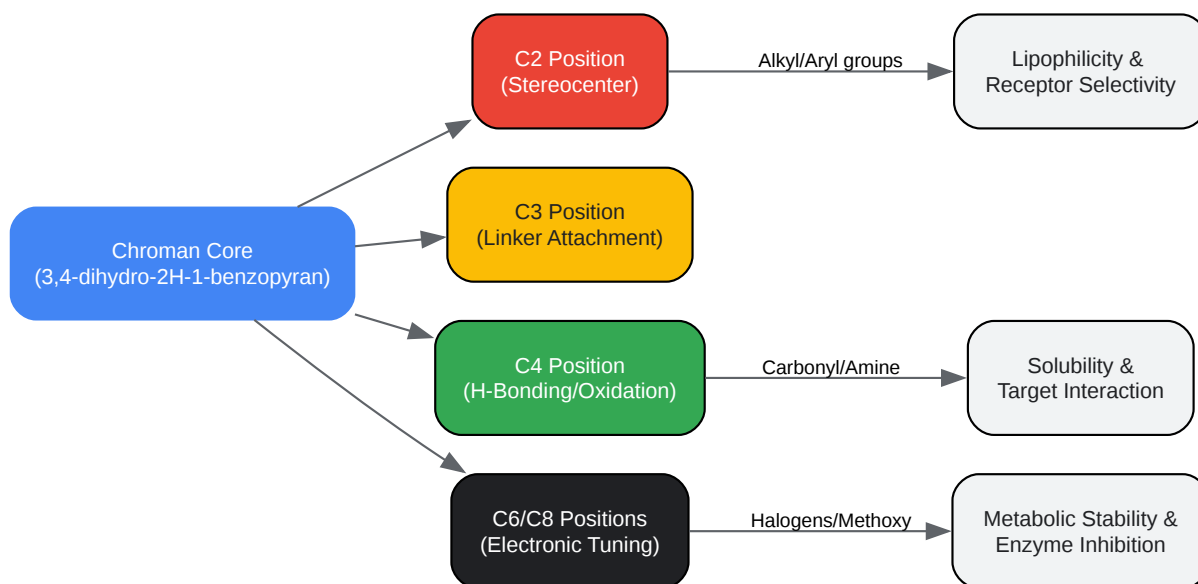 C2 Position
(Stereocenter)
Alkyl/Aryl groups
Lipophilicity &
Receptor Selectivity
C3 Position
(Linker Attachment)
Chroman Core
(3,4-dihydro-2H-1-benzopyran)
C4 Position
(H-Bonding/Oxidation)
Carbonyl/Amine
Solubility &
Target Interaction
C6/C8 Positions
(Electronic Tuning)
Halogens/Methoxy
Metabolic Stability &
Enzyme Inhibition